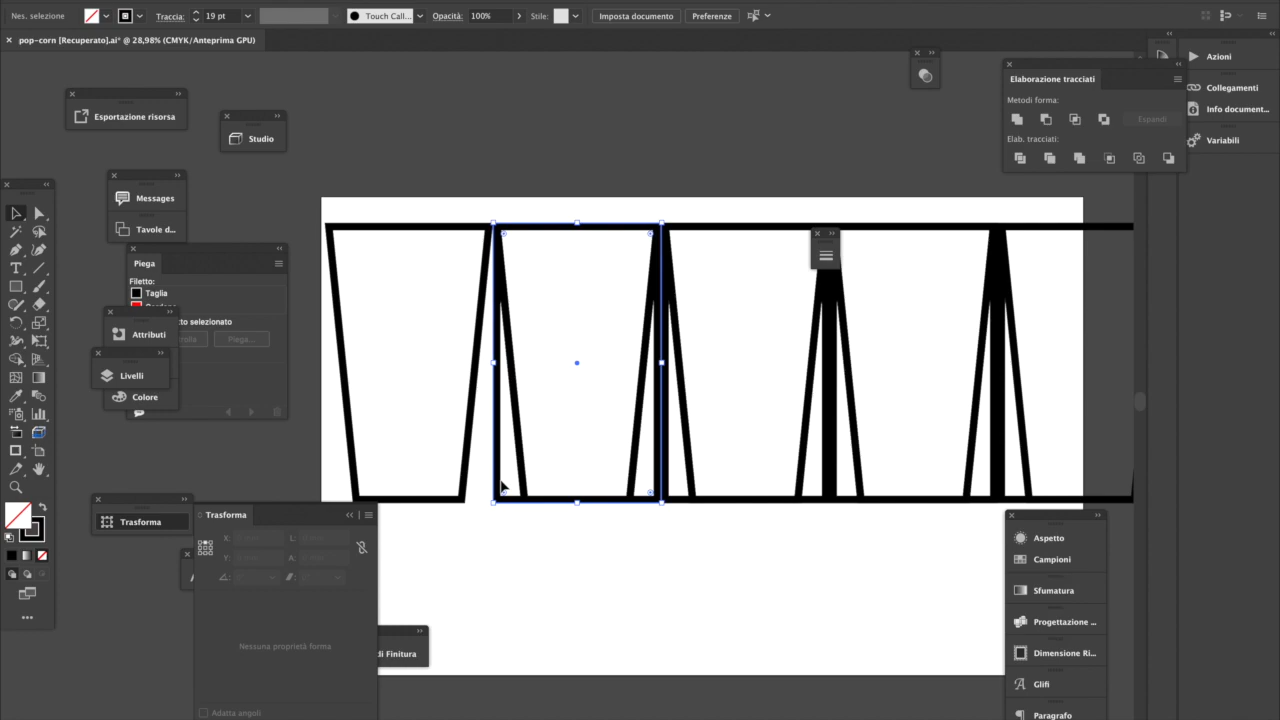 Nes. selezione
Traccia:
19 pt
Touch Call...
Opacità:
100%
Stile:
Imposta documento
Preferenze
× pop-corn [Recuperato].ai* @ 28,98% (CMYK/Anteprima GPU)
Esportazione risorsa
Studio
Elaborazione tracciati
Metodi forma:
Espandi
Elab. tracciati:
Azioni
Collegamenti
Info document...
Variabili
Messages
Tavole d...
Piega
Filetto:
Taglia
tto selezionato
Piega...
Attributi
Livelli
Colore
Trasforma
Trasforma
X:
L:
Y:
A:
Nessuna proprietà forma
Adatta angoli
di Finitura
Aspetto
Campioni
Sfumatura
Progettazione ...
Dimensione Ri...
Glifi
Paragrafo